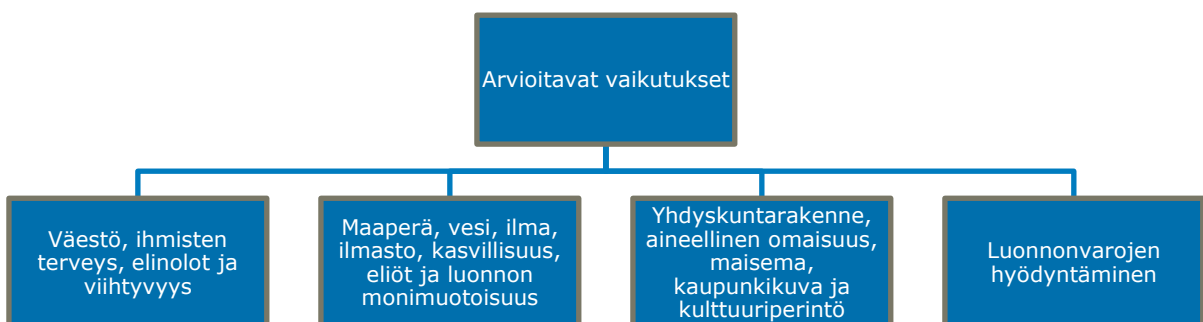 Arvioitavat vaikutukset
Väestö, ihmisten
terveys, elinolot ja
viihtyvyys
Maaperä, vesi, ilma,
ilmasto, kasvillisuus,
eliöt ja luonnon
monimuotoisuus
Yhdyskuntarakenne,
aineellinen omaisuus,
maisema,
kaupunkikuva ja
kulttuuriperintö
Luonnonvarojen
hyödyntäminen